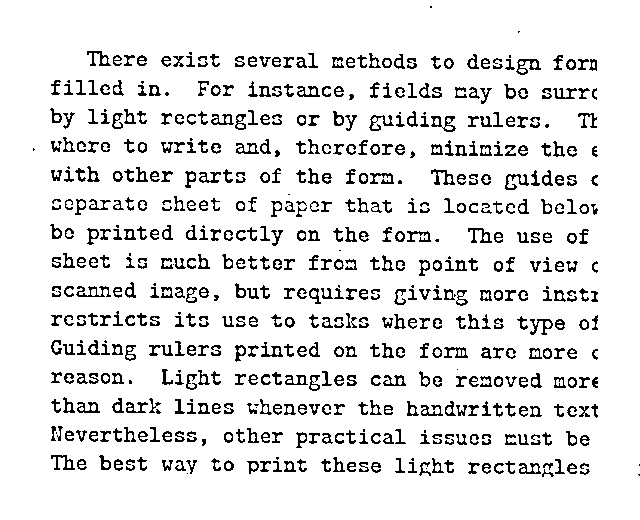 There exist several methods to design
filled in. For instance, fields may be
by light rectangles or by guiding rulers.
where to write and, therefore, minimize the
with other parts of the form. These guides
separate sheet of paper that is located
be printed directly on the form. The use of
sheet is much better from the point of view
scanned image, but requires giving more
restricts its use to tasks where this type of
Guiding rulers printed on the form are more
reason. Light rectangles can be removed more
than dark lines whenever the handwritten text
Nevertheless, other practical issues must be
The best way to print these light rectangles